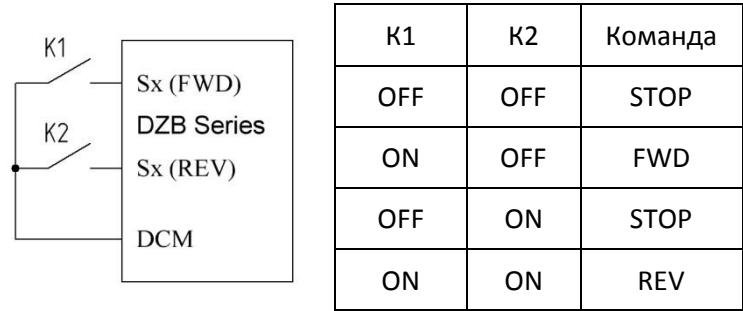 K1
Sx (FWD)
DZB Series
K2
Sx (REV)
DCM
К1 К2 Команда
OFF OFF STOP
ON OFF FWD
OFF ON STOP
ON ON REV